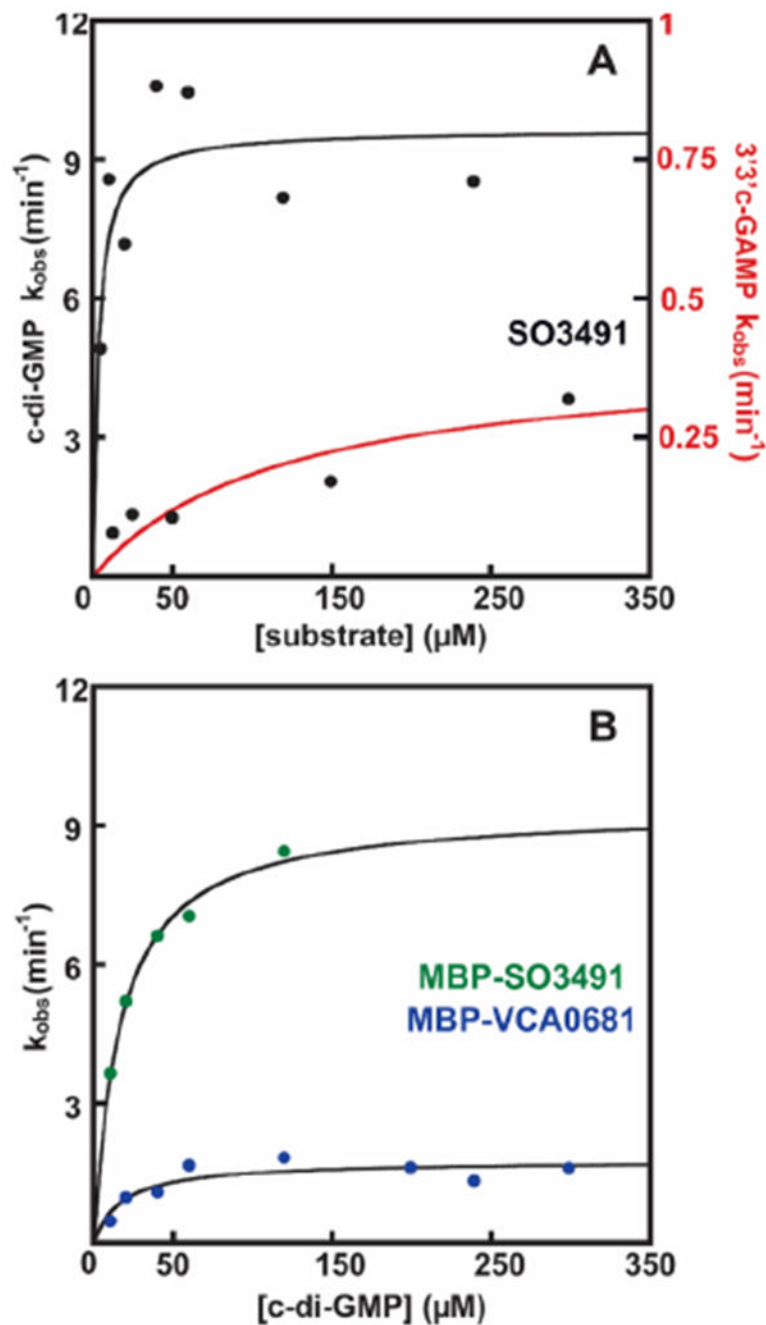 A
12
9
6
3
c-di-GMP kobs(min-1)
1
0.75
0.5
0.25
3'3'c-GAMP kobs(min-1)
SO3491
0 50 150 250 350
[substrate] (µM)
B
12
9
6
3
kobs(min-1)
MBP-SO3491
MBP-VCA0681
0 50 150 250 350
[c-di-GMP] (µM)